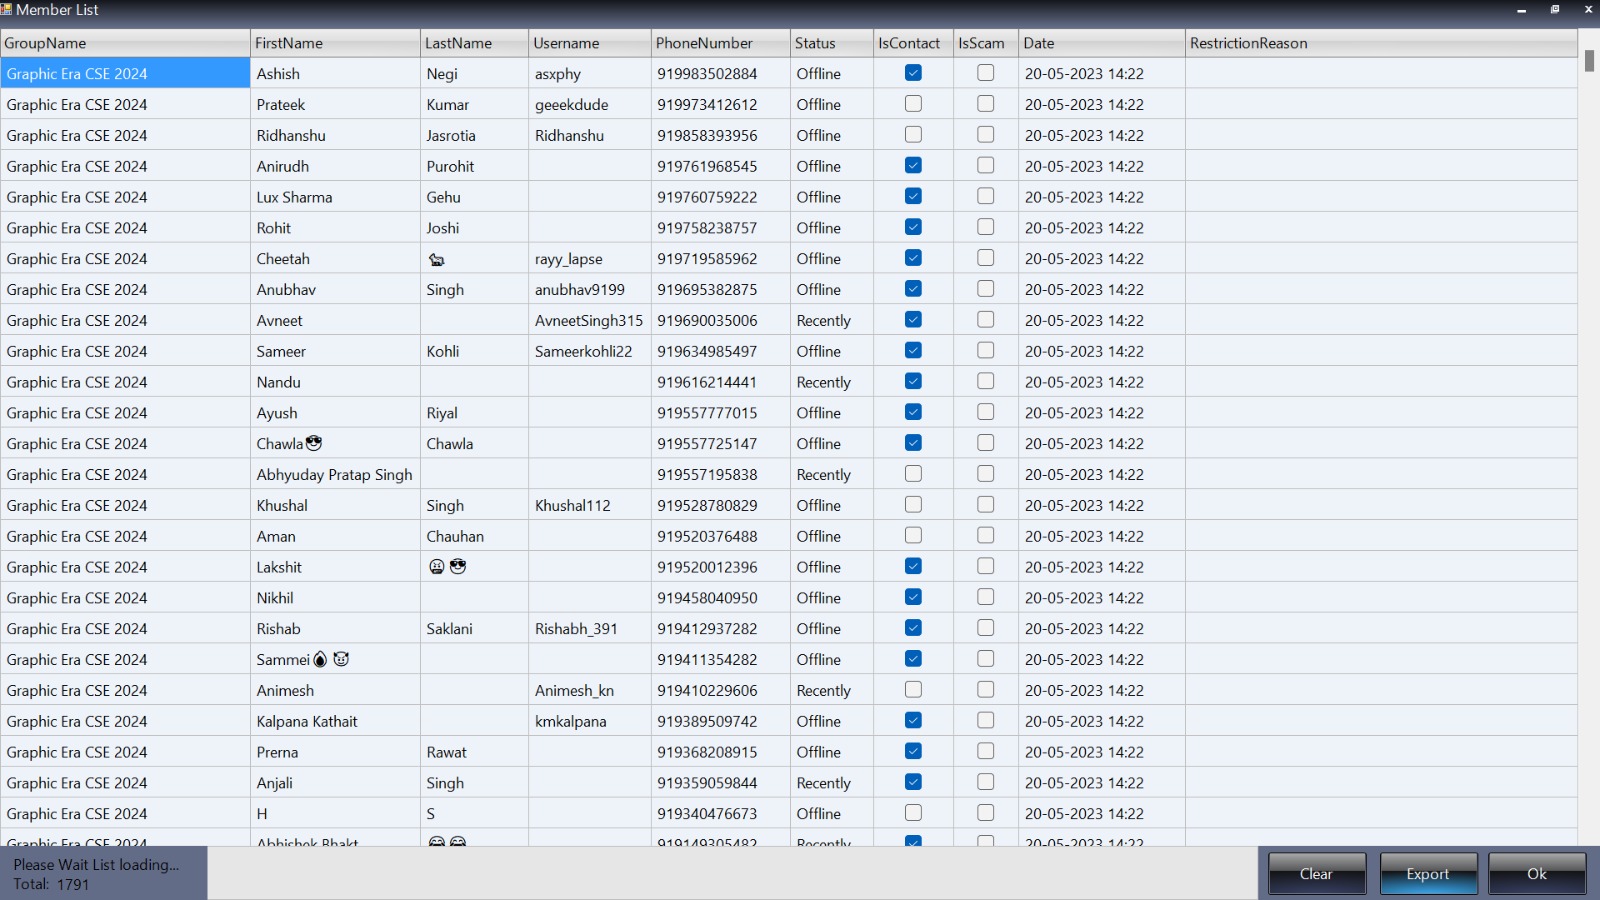 Member List
GroupName FirstName LastName Username PhoneNumber Status IsContact IsScam Date RestrictionReason
Graphic Era CSE 2024 Ashish Negi asxphy 919983502884 Offline 20-05-2023 14:22
Graphic Era CSE 2024 Prateek Kumar geeekdude 919973412612 Offline 20-05-2023 14:22
Graphic Era CSE 2024 Ridhanshu Jasrotia Ridhanshu 919858393956 Offline 20-05-2023 14:22
Graphic Era CSE 2024 Anirudh Purohit 919761968545 Offline 20-05-2023 14:22
Graphic Era CSE 2024 Lux Sharma Gehu 919760759222 Offline 20-05-2023 14:22
Graphic Era CSE 2024 Rohit Joshi 919758238757 Offline 20-05-2023 14:22
Graphic Era CSE 2024 Cheetah 🐆 rayy_lapse 919719585962 Offline 20-05-2023 14:22
Graphic Era CSE 2024 Anubhav Singh anubhav9199 919695382875 Offline 20-05-2023 14:22
Graphic Era CSE 2024 Avneet AvneetSingh315 919690035006 Recently 20-05-2023 14:22
Graphic Era CSE 2024 Sameer Kohli Sameerkohli22 919634985497 Offline 20-05-2023 14:22
Graphic Era CSE 2024 Nandu 919616214441 Recently 20-05-2023 14:22
Graphic Era CSE 2024 Ayush Riyal 919557777015 Offline 20-05-2023 14:22
Graphic Era CSE 2024 Chawla😎 Chawla 919557725147 Offline 20-05-2023 14:22
Graphic Era CSE 2024 Abhyuday Pratap Singh 919557195838 Recently 20-05-2023 14:22
Graphic Era CSE 2024 Khushal Singh Khushal112 919528780829 Offline 20-05-2023 14:22
Graphic Era CSE 2024 Aman Chauhan 919520376488 Offline 20-05-2023 14:22
Graphic Era CSE 2024 Lakshit 919520012396 Offline 20-05-2023 14:22
Graphic Era CSE 2024 Nikhil 919458040950 Offline 20-05-2023 14:22
Graphic Era CSE 2024 Rishab Saklani Rishabh_391 919412937282 Offline 20-05-2023 14:22
Graphic Era CSE 2024 Sammei 919411354282 Offline 20-05-2023 14:22
Graphic Era CSE 2024 Animesh Animesh_kn 919410229606 Recently 20-05-2023 14:22
Graphic Era CSE 2024 Kalpana Kathait kmkalpana 919389509742 Offline 20-05-2023 14:22
Graphic Era CSE 2024 Prerna Rawat 919368208915 Offline 20-05-2023 14:22
Graphic Era CSE 2024 Anjali Singh 919359059844 Recently 20-05-2023 14:22
Graphic Era CSE 2024 H S 919340476673 Offline 20-05-2023 14:22
Graphic Era CSE 2024 Abhishek Bhakt 919149305482 Recently 20-05-2023 14:22
Please Wait List loading...
Total: 1791
Clear Export Ok